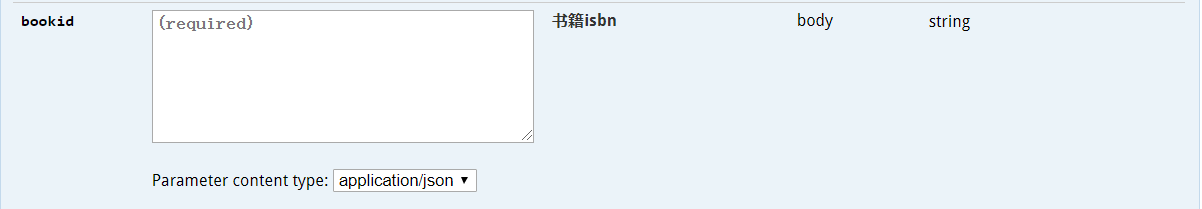 bookid (required) 书籍isbn body string
Parameter content type: application/json